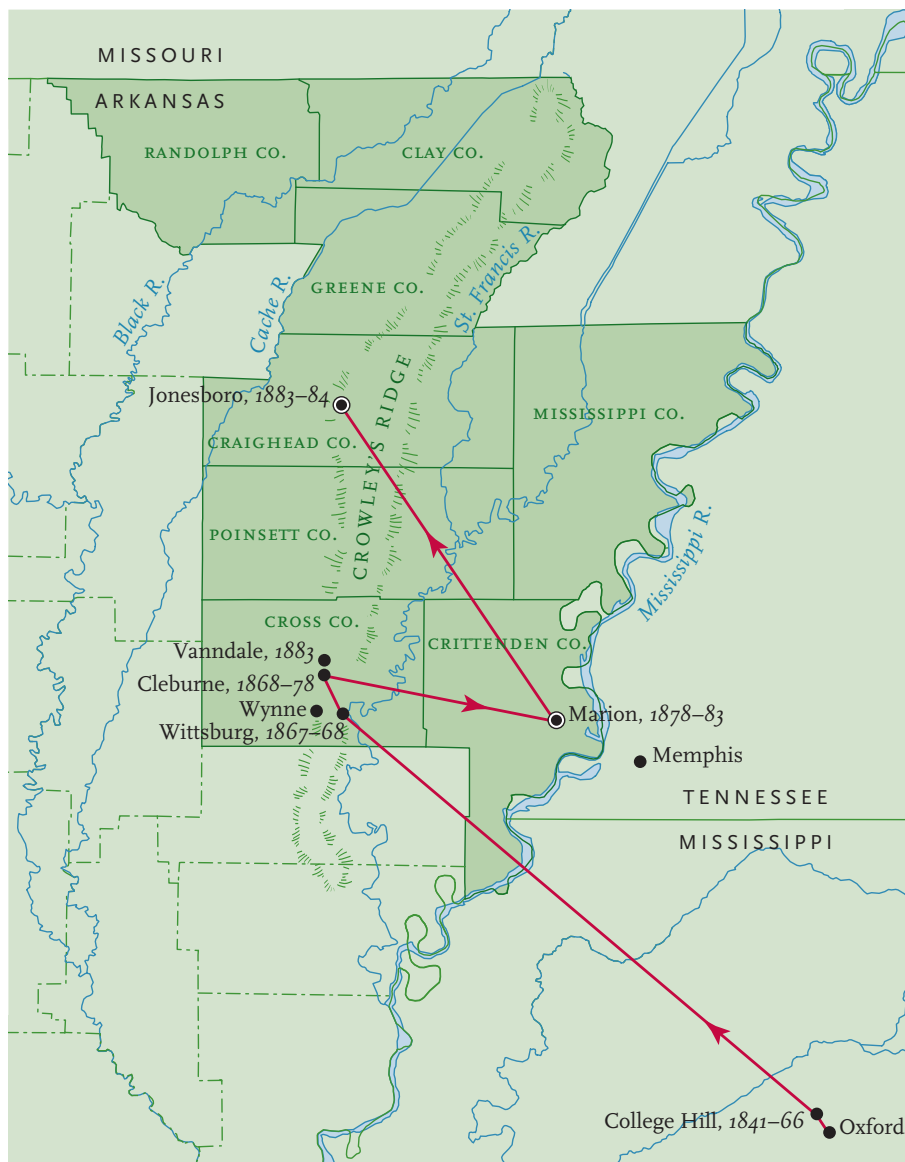 MISSOURI
ARKANSAS
RANDOLPH CO.
CLAY CO.
Black R.
Cache R.
GREENE CO.
St. Francis R.
Jonesboro, 1883–84
CROWLEY'S RIDGE
MISSISSIPPI CO.
CRAIGHEAD CO.
POINSETT CO.
Mississippi R.
CROSS CO.
CRITTENDEN CO.
Vanndale, 1883
Cleburne, 1868–78
Wynne
Marion, 1878–83
Wittsburg, 1867–68
Memphis
TENNESSEE
MISSISSIPPI
College Hill, 1841–66
Oxford